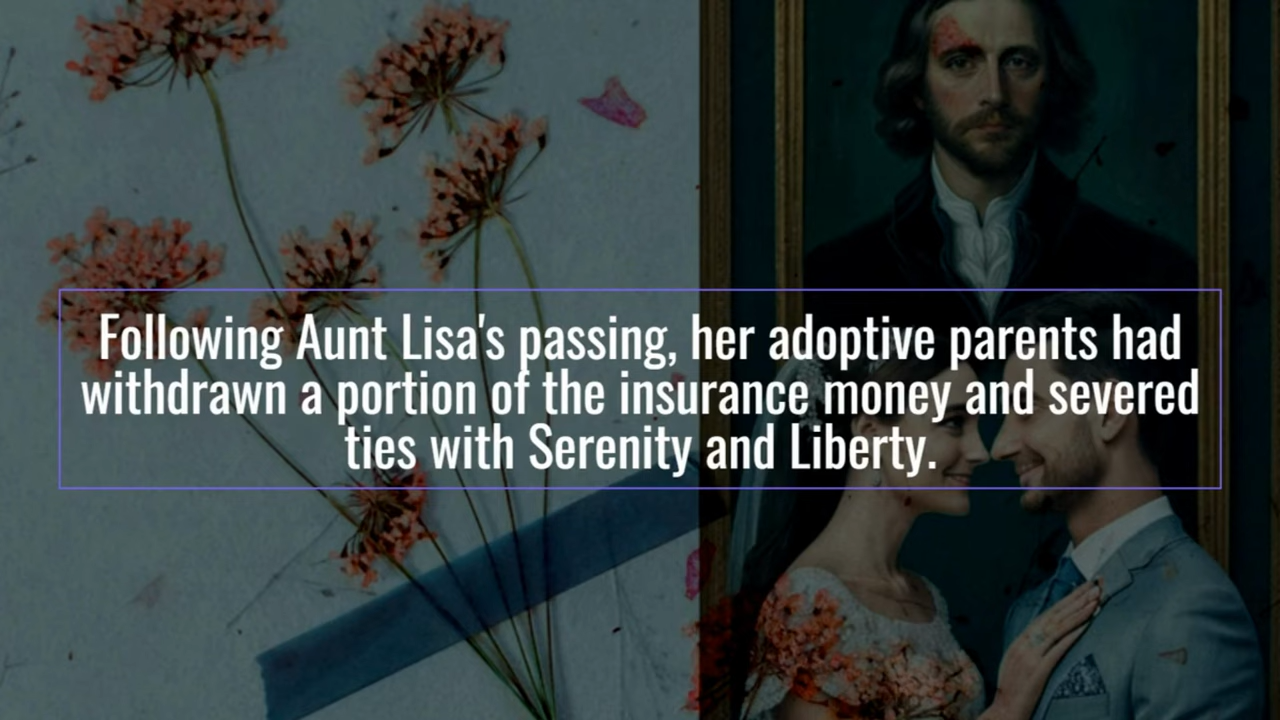 Following Aunt Lisa's passing, her adoptive parents had
withdrawn a portion of the insurance money and severed
ties with Serenity and Liberty.